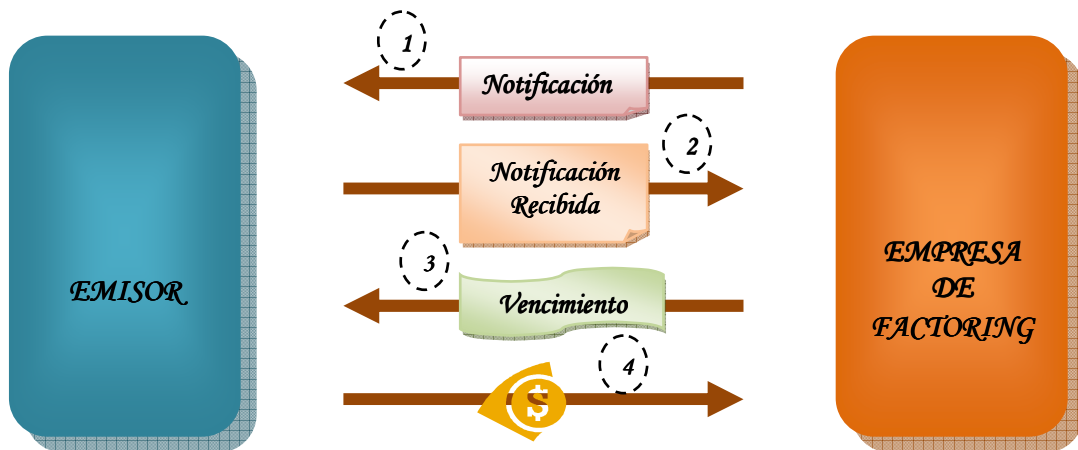 1
Notificación
2
Notificación
Recibida
3
Vencimiento
4
$
EMISOR
EMPRESA
DE
FACTORING